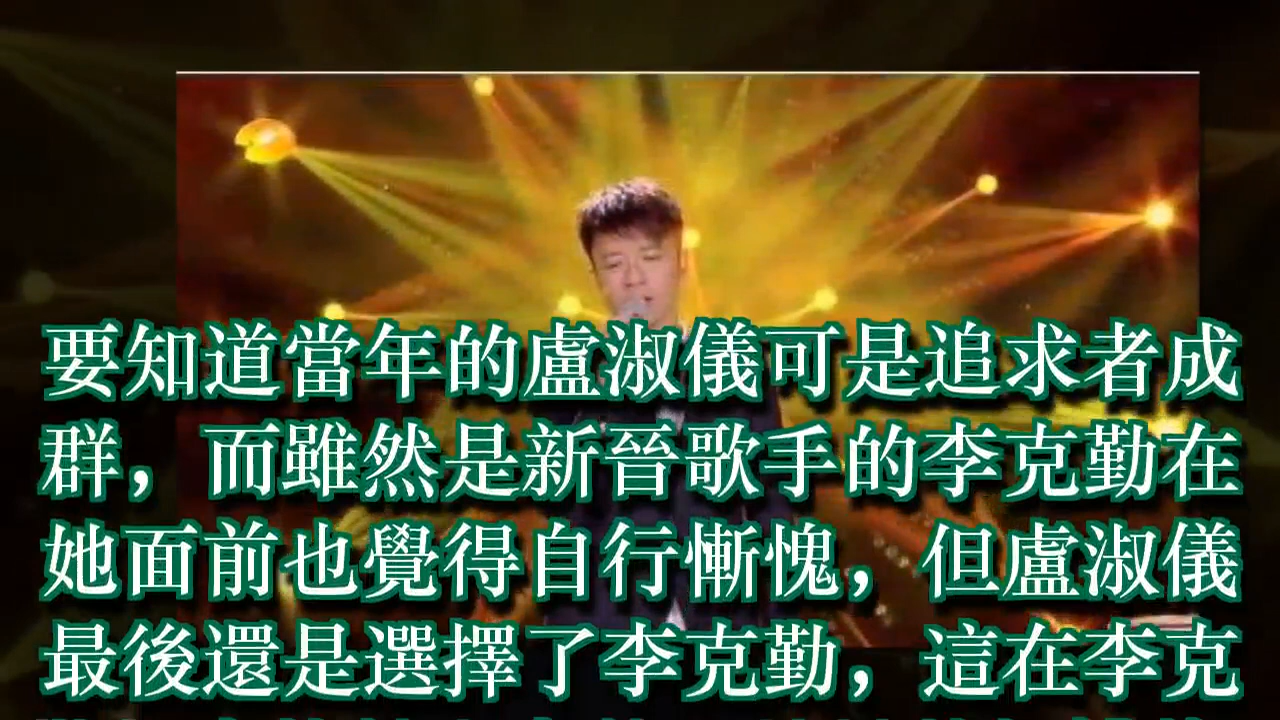 要知道當年的盧淑儀可是追求者成
群，而雖然是新晉歌手的李克勤在
她面前也覺得自行慚愧，但盧淑儀
最後還是選擇了李克勤，這在李克